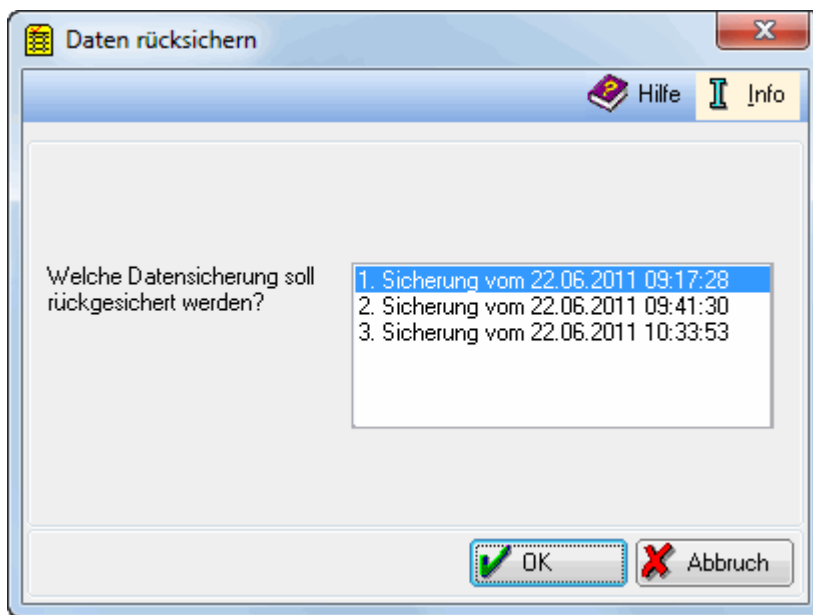 Daten rücksichern
Hilfe
Info
Welche Datensicherung soll
rückgesichert werden?
1. Sicherung vom 22.06.2011 09:17:28
2. Sicherung vom 22.06.2011 09:41:30
3. Sicherung vom 22.06.2011 10:33:53
OK
Abbruch